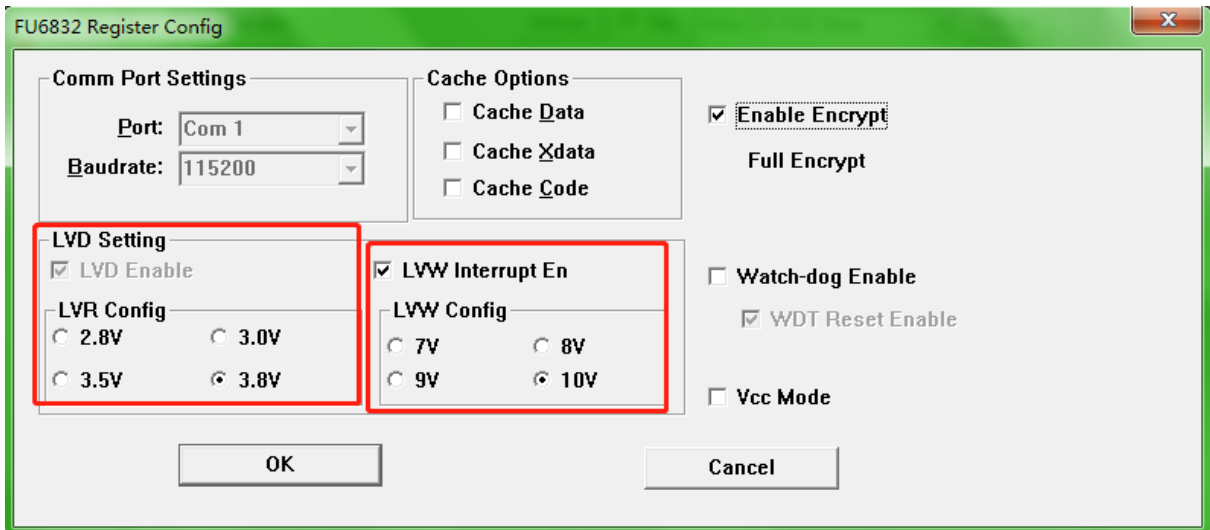 FU6832 Register Config
Comm Port Settings
Port: Com 1
Baudrate: 115200
Cache Options
Cache Data
Cache Xdata
Cache Code
Enable Encrypt
Full Encrypt
LVD Setting
LVD Enable
LVR Config
2.8V 3.0V
3.5V 3.8V
LVW Interrupt En
LVW Config
7V 8V
9V 10V
Watch-dog Enable
WDT Reset Enable
Vcc Mode
OK
Cancel